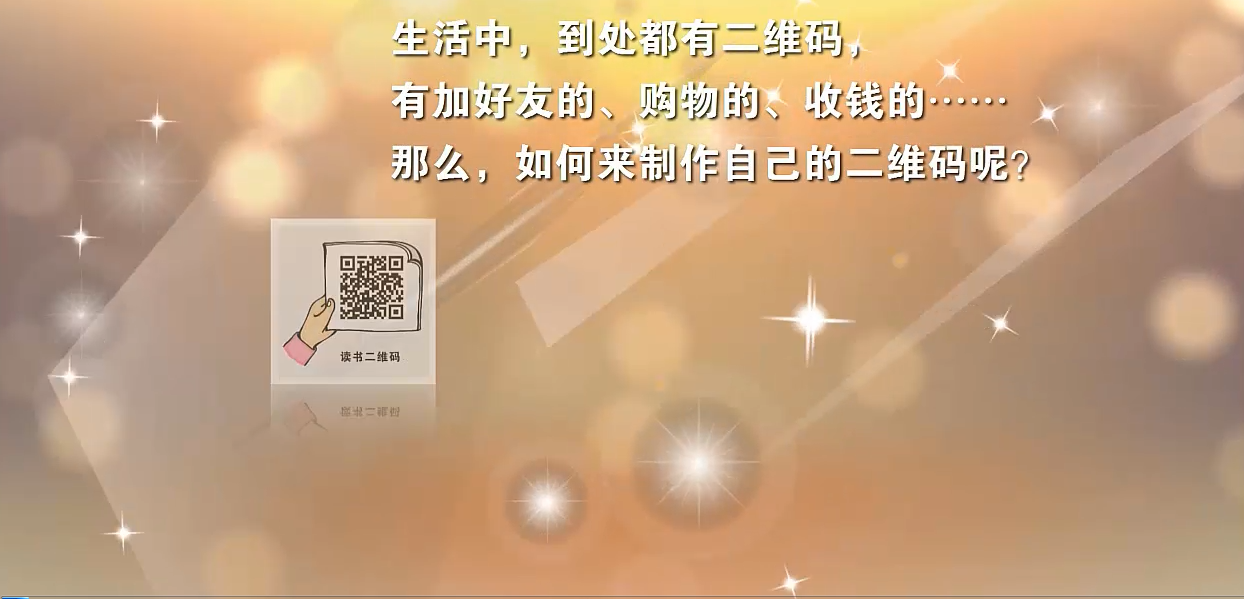 生活中，到处都有二维码，
有加好友的、购物的、收钱的……
那么，如何来制作自己的二维码呢？
读书二维码